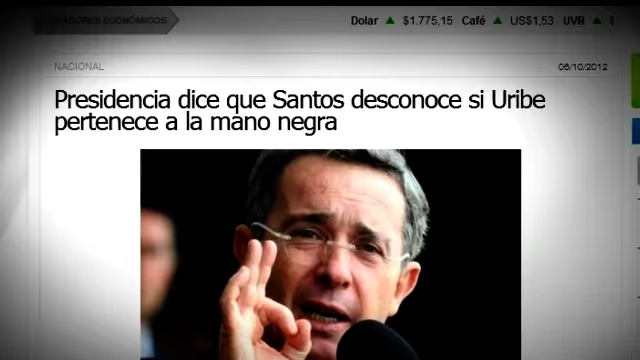 ADORES ECONÓMICOS
Dolar ▲ $1.775,15 Café ▲ US$1,53 UVR ▲ $
NACIONAL
06/10/2012
Presidencia dice que Santos desconoce si Uribe
pertenece a la mano negra